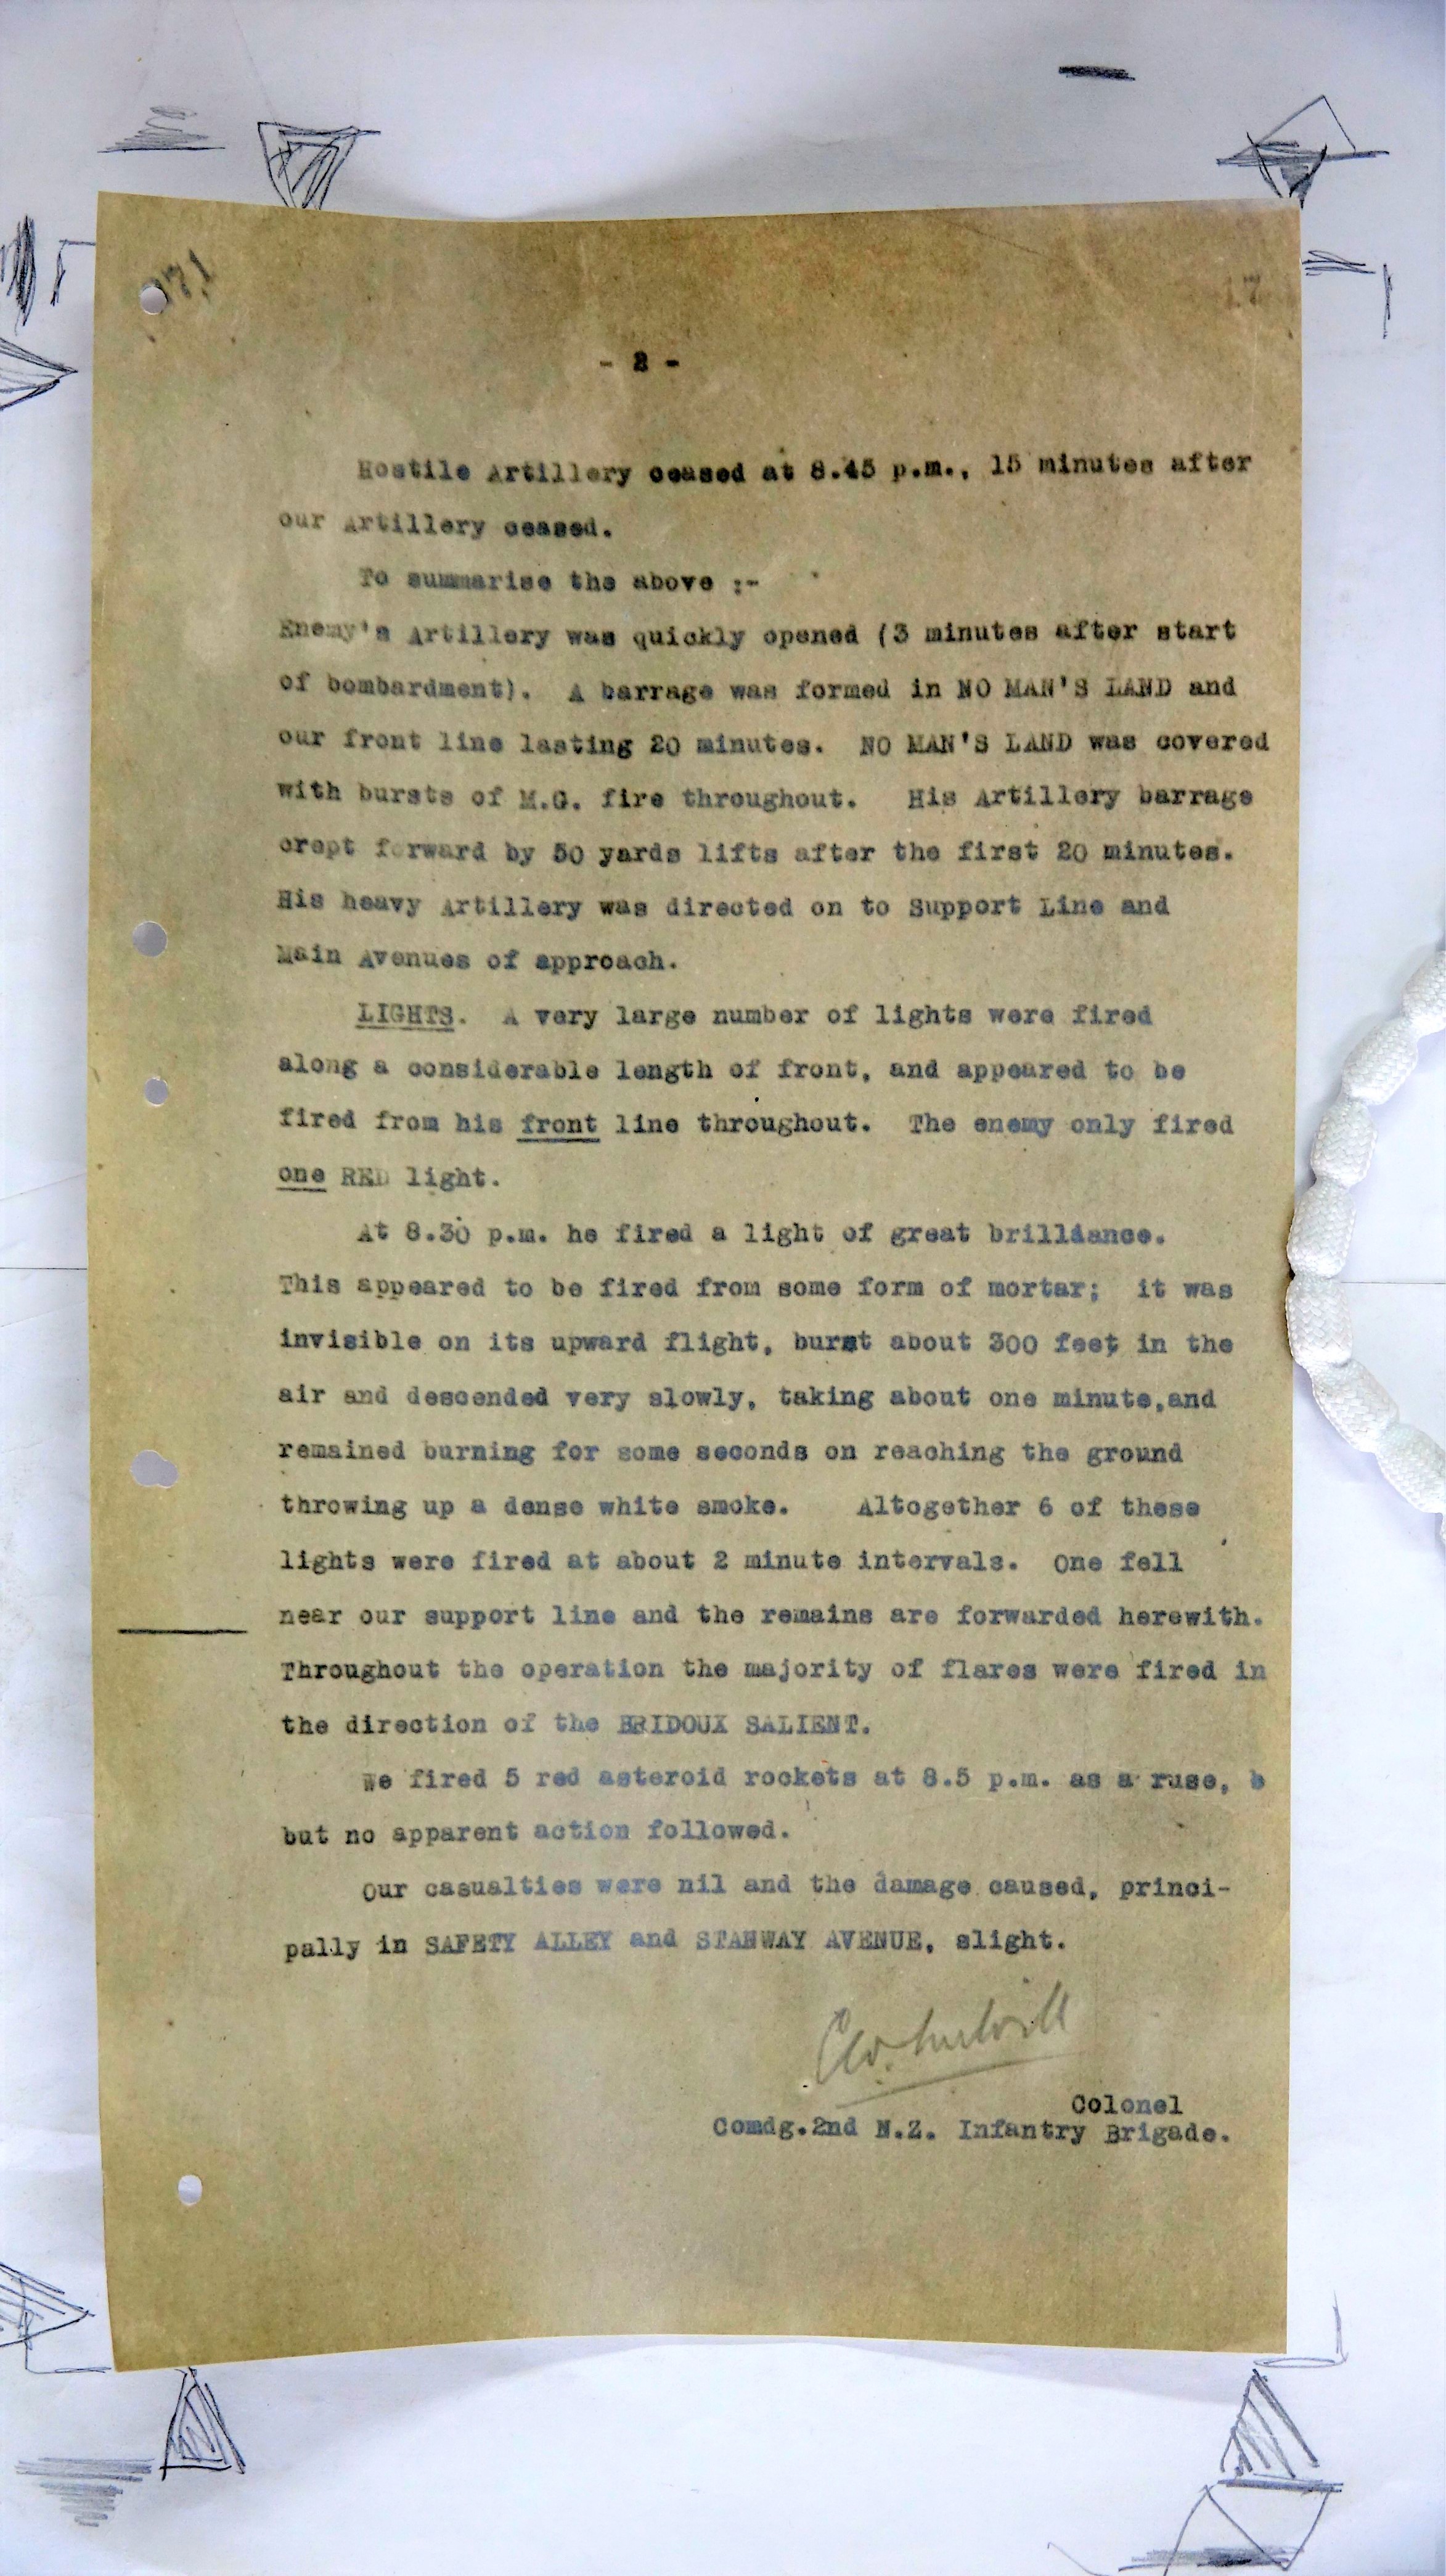 171
17
- 2 -
Hostile Artillery ceased at 8.45 p.m., 15 minutes after
our Artillery ceased.
To summarise the above :-
Enemy's Artillery was quickly opened (3 minutes after start
of bombardment). A barrage was formed in NO MAN'S LAND and
our front line lasting 20 minutes. NO MAN'S LAND was covered
with bursts of M.G. fire throughout. His Artillery barrage
crept forward by 50 yards lifts after the first 20 minutes.
His heavy Artillery was directed on to Support Line and
Main Avenues of approach.
LIGHTS. A very large number of lights were fired
along a considerable length of front, and appeared to be
fired from his front line throughout. The enemy only fired
one RED light.
At 8.30 p.m. he fired a light of great brilliance.
This appeared to be fired from some form of mortar; it was
invisible on its upward flight, burst about 300 feet in the
air and descended very slowly, taking about one minute,and
remained burning for some seconds on reaching the ground
throwing up a dense white smoke. Altogether 6 of these
lights were fired at about 2 minute intervals. One fell
near our support line and the remains are forwarded herewith.
Throughout the operation the majority of flares were fired in
the direction of the BRIDOUX SALIENT.
We fired 5 red asteroid rockets at 8.5 p.m. as a ruse, b
but no apparent action followed.
Our casualties were nil and the damage caused, princi-
pally in SAFETY ALLEY and STANWAY AVENUE, slight.
Colonel
Comdg.2nd N.Z. Infantry Brigade.